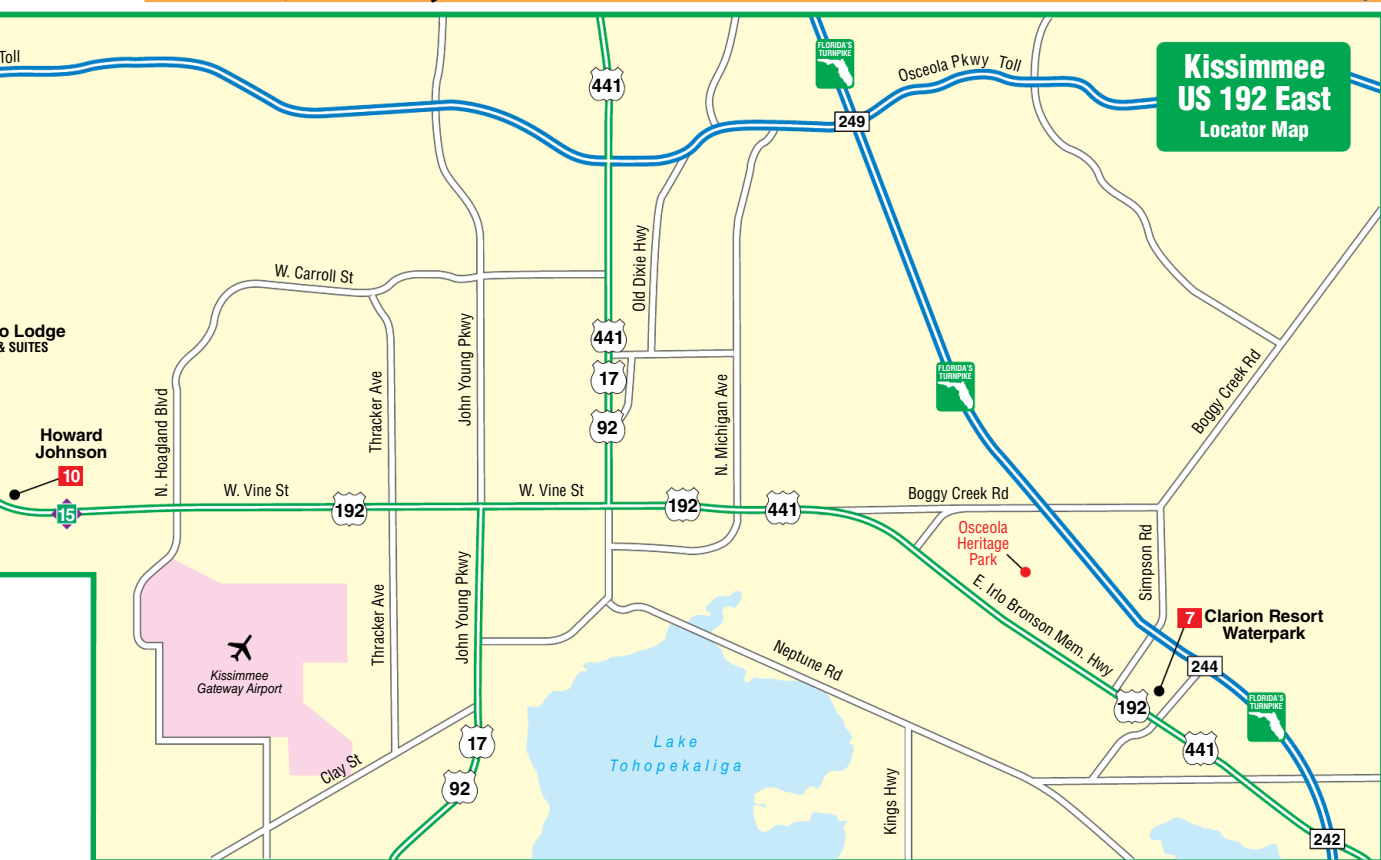 Toll
441
FLORIDA'S
TURNPIKE
Osceola Pkwy Toll
Kissimmee
US 192 East
Locator Map
249
W. Carroll St
Old Dixie Hwy
Lodge
& SUITES
441
17
92
John Young Pkwy
Thracker Ave
N. Hoagland Blvd
N. Michigan Ave
FLORIDA'S
TURNPIKE
Boggy Creek Rd
Howard
Johnson
10
15
W. Vine St
192
W. Vine St
192
441
Boggy Creek Rd
Osceola
Heritage
Park
Simpson Rd
E. Irlo Bronson Mem. Hwy
7
Clarion Resort
Waterpark
Thracker Ave
John Young Pkwy
Kissimmee
Gateway Airport
Neptune Rd
244
192
FLORIDA'S
TURNPIKE
441
Lake
Tohopekaliga
17
92
Clay St
Kings Hwy
242